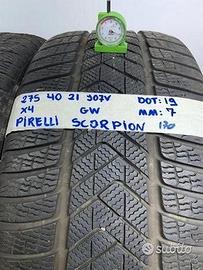 275 40 21 107V DOT: 19
X4 GW MM: 7
PIRELLI SCORPION
subito